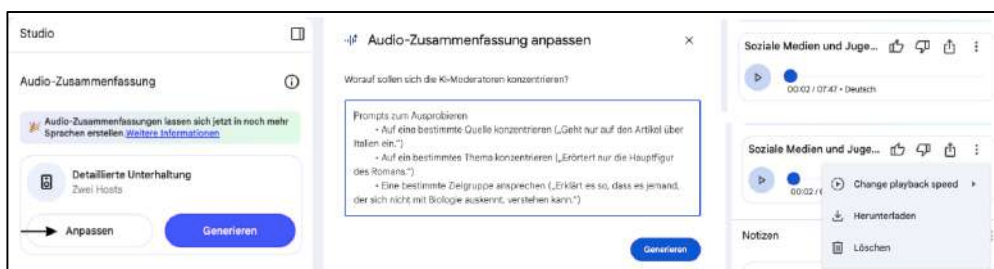 Studio
Audio-Zusammenfassung
Audio-Zusammenfassungen lassen sich jetzt in noch mehr
Sprachen erstellen. Weitere Informationen
Detaillierte Unterhaltung
Zwei Hosts
Anpassen
Generieren
Audio-Zusammenfassung anpassen
Worauf sollen sich die KI-Moderatoren konzentrieren?
Prompts zum Ausprobieren
• Auf eine bestimmte Quelle konzentrieren („Geht nur auf den Artikel über
Italien ein.")
• Auf ein bestimmtes Thema konzentrieren („Erörtert nur die Hauptfigur
des Romans.")
• Eine bestimmte Zielgruppe ansprechen („Erklärt es so, dass es jemand,
der sich nicht mit Biologie auskennt, verstehen kann.")
Generieren
Soziale Medien und Juge...
00:02 / 07:47 • Deutsch
Soziale Medien und Juge...
00:02 /
Change playback speed
Herunterladen
Löschen
Notizen